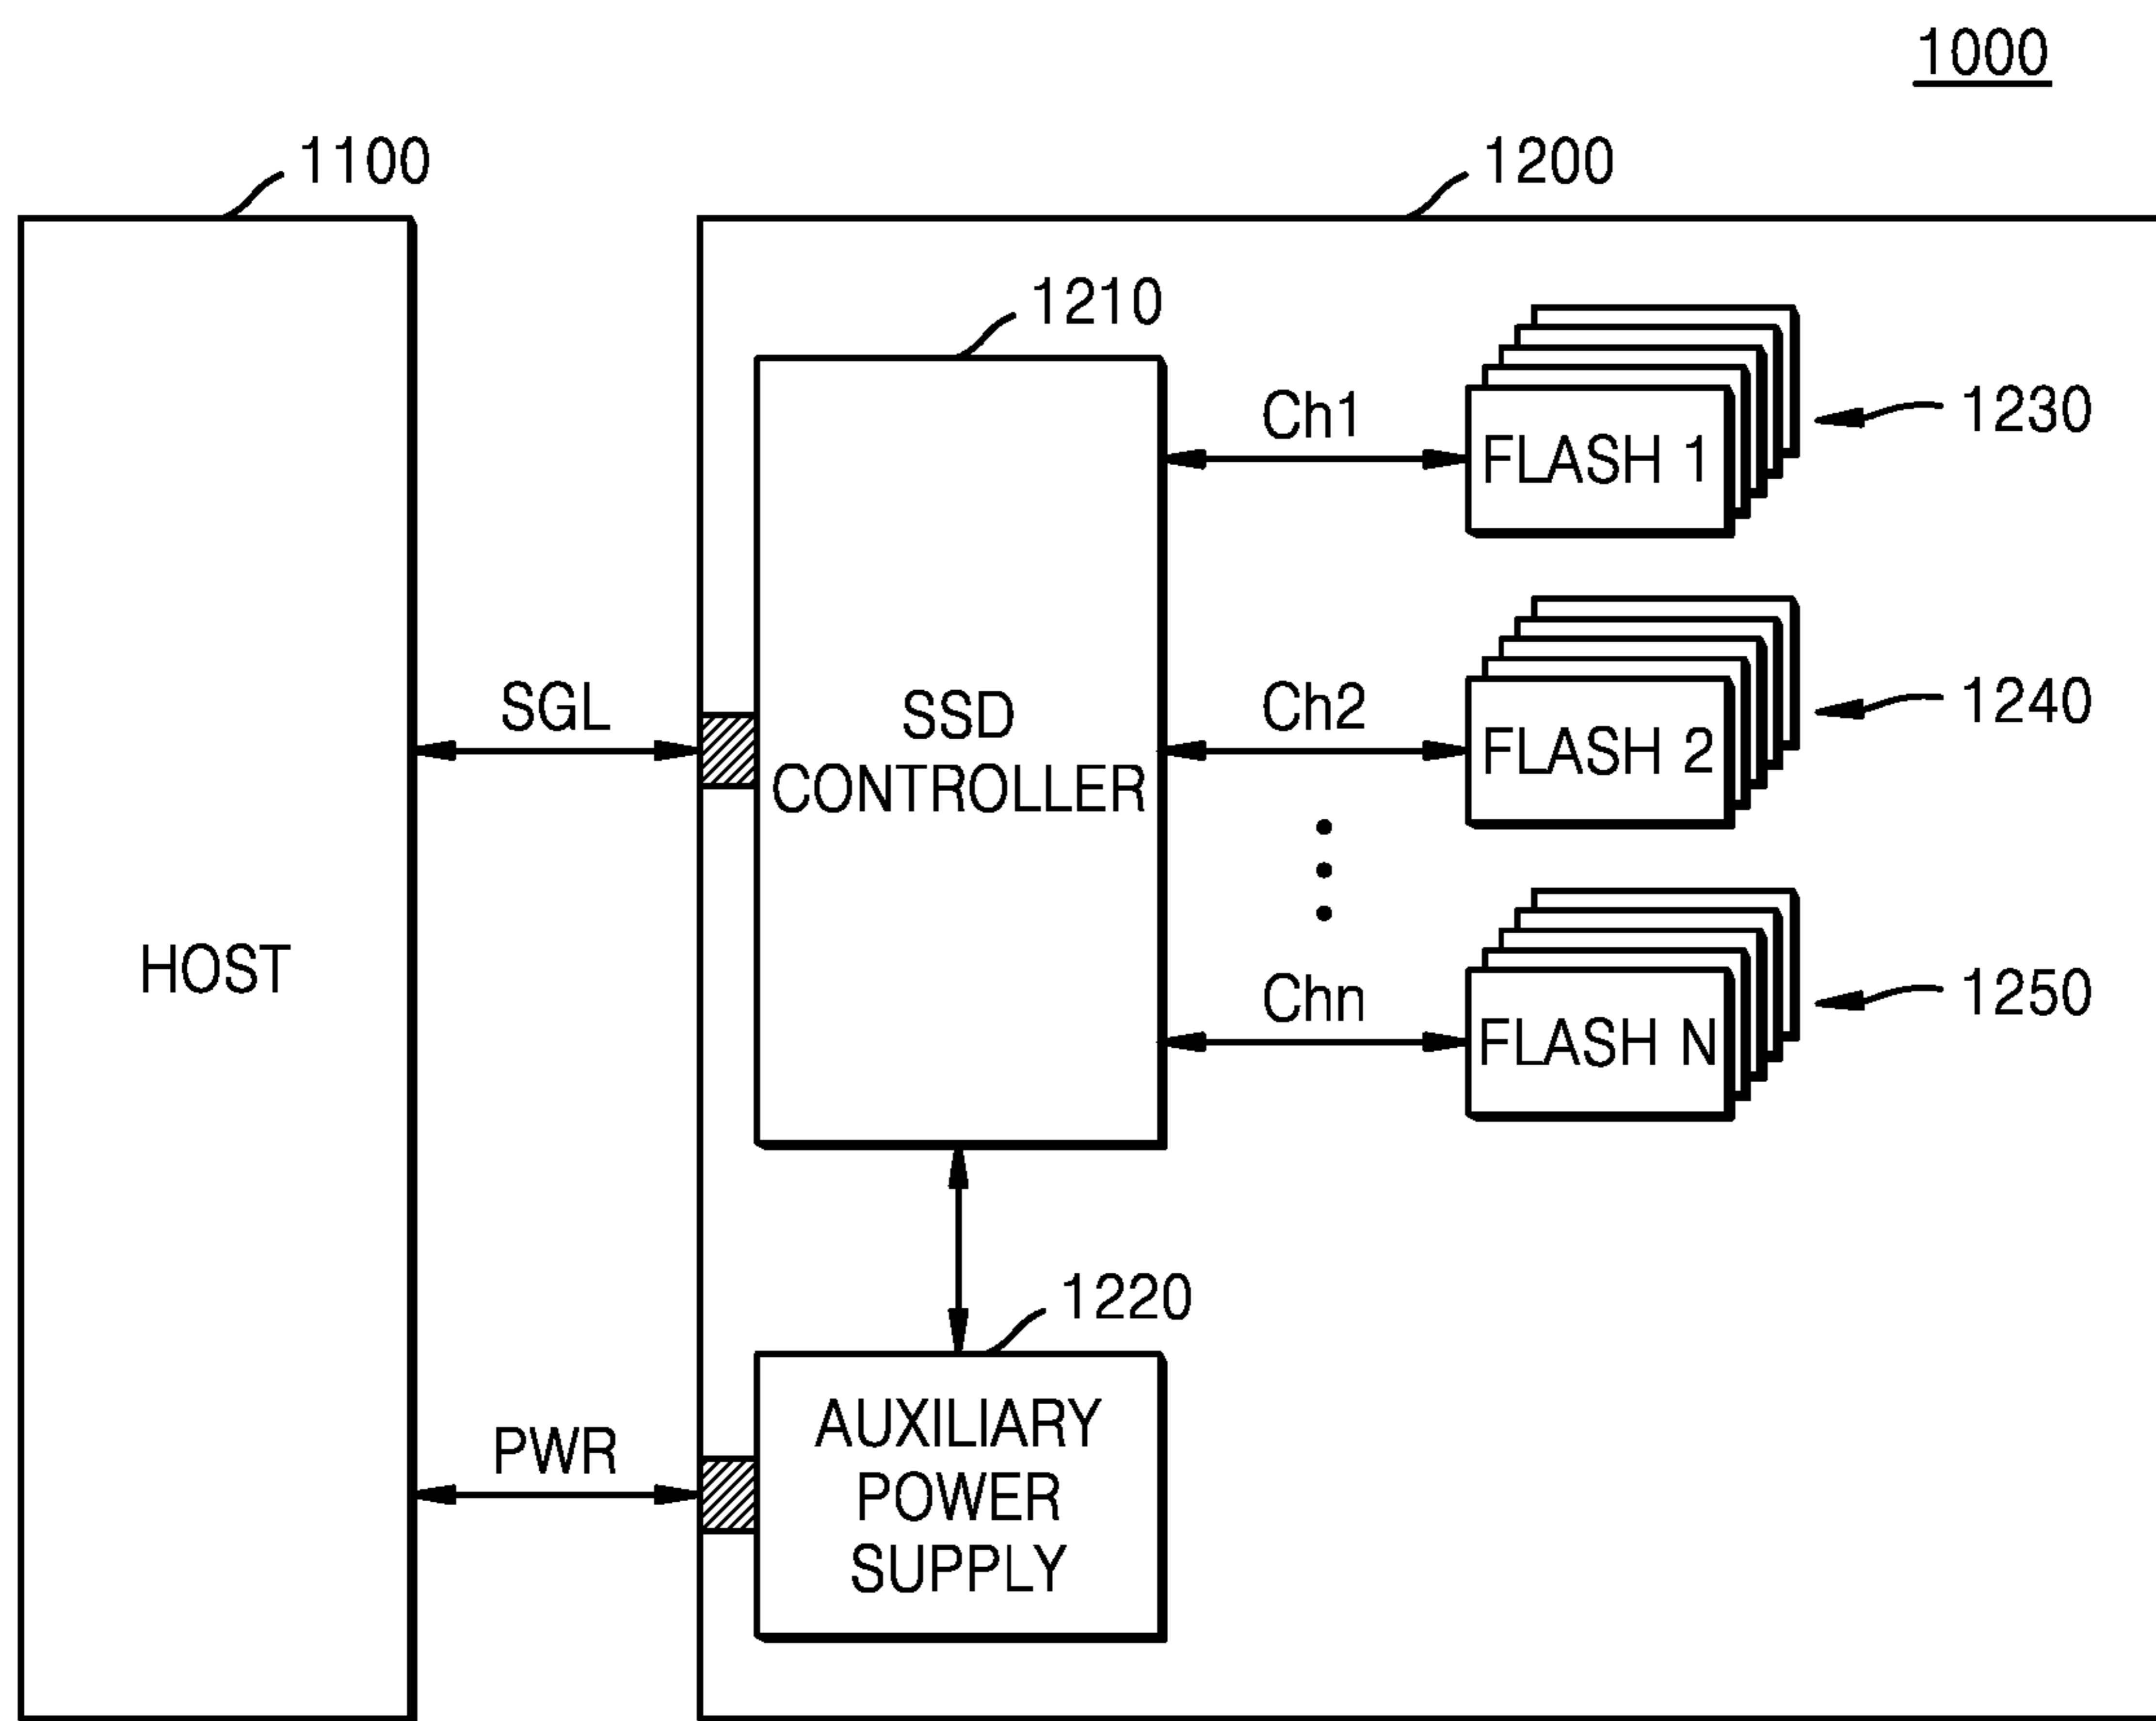 1000
1100
1200
1210
Ch1
FLASH 1
1230
SGL
SSD
CONTROLLER
Ch2
FLASH 2
1240
HOST
Chn
FLASH N
1250
1220
PWR
AUXILIARY
POWER
SUPPLY